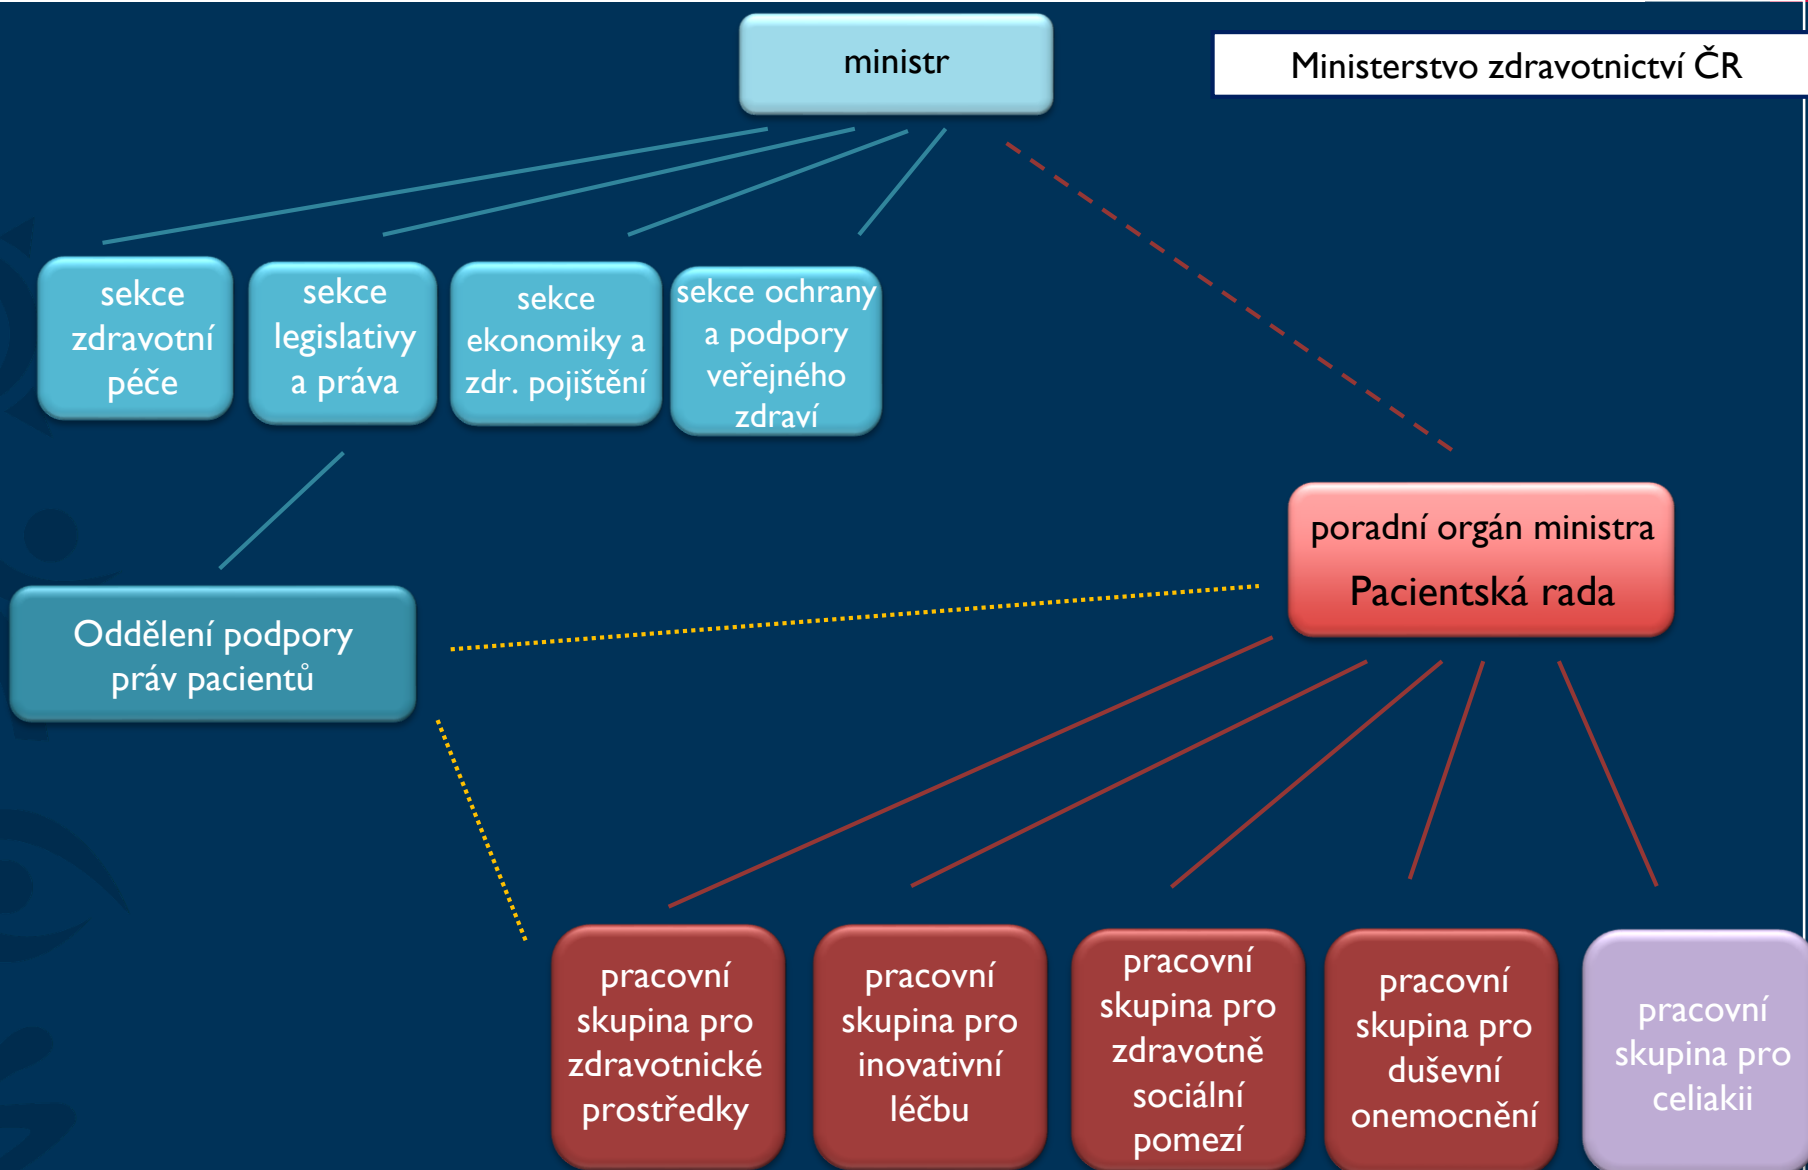 ministr
Ministerstvo zdravotnictví ČR
sekce
zdravotní
péče
sekce
legislativy
a práva
sekce
ekonomiky a
zdr. pojištění
sekce ochrany
a podpory
veřejného
zdraví
poradní orgán ministra
Pacientská rada
Oddělení podpory
práv pacientů
pracovní
skupina pro
zdravotnické
prostředky
pracovní
skupina pro
inovativní
léčbu
pracovní
skupina pro
zdravotně
sociální
pomezí
pracovní
skupina pro
duševní
onemocnění
pracovní
skupina pro
celiakii